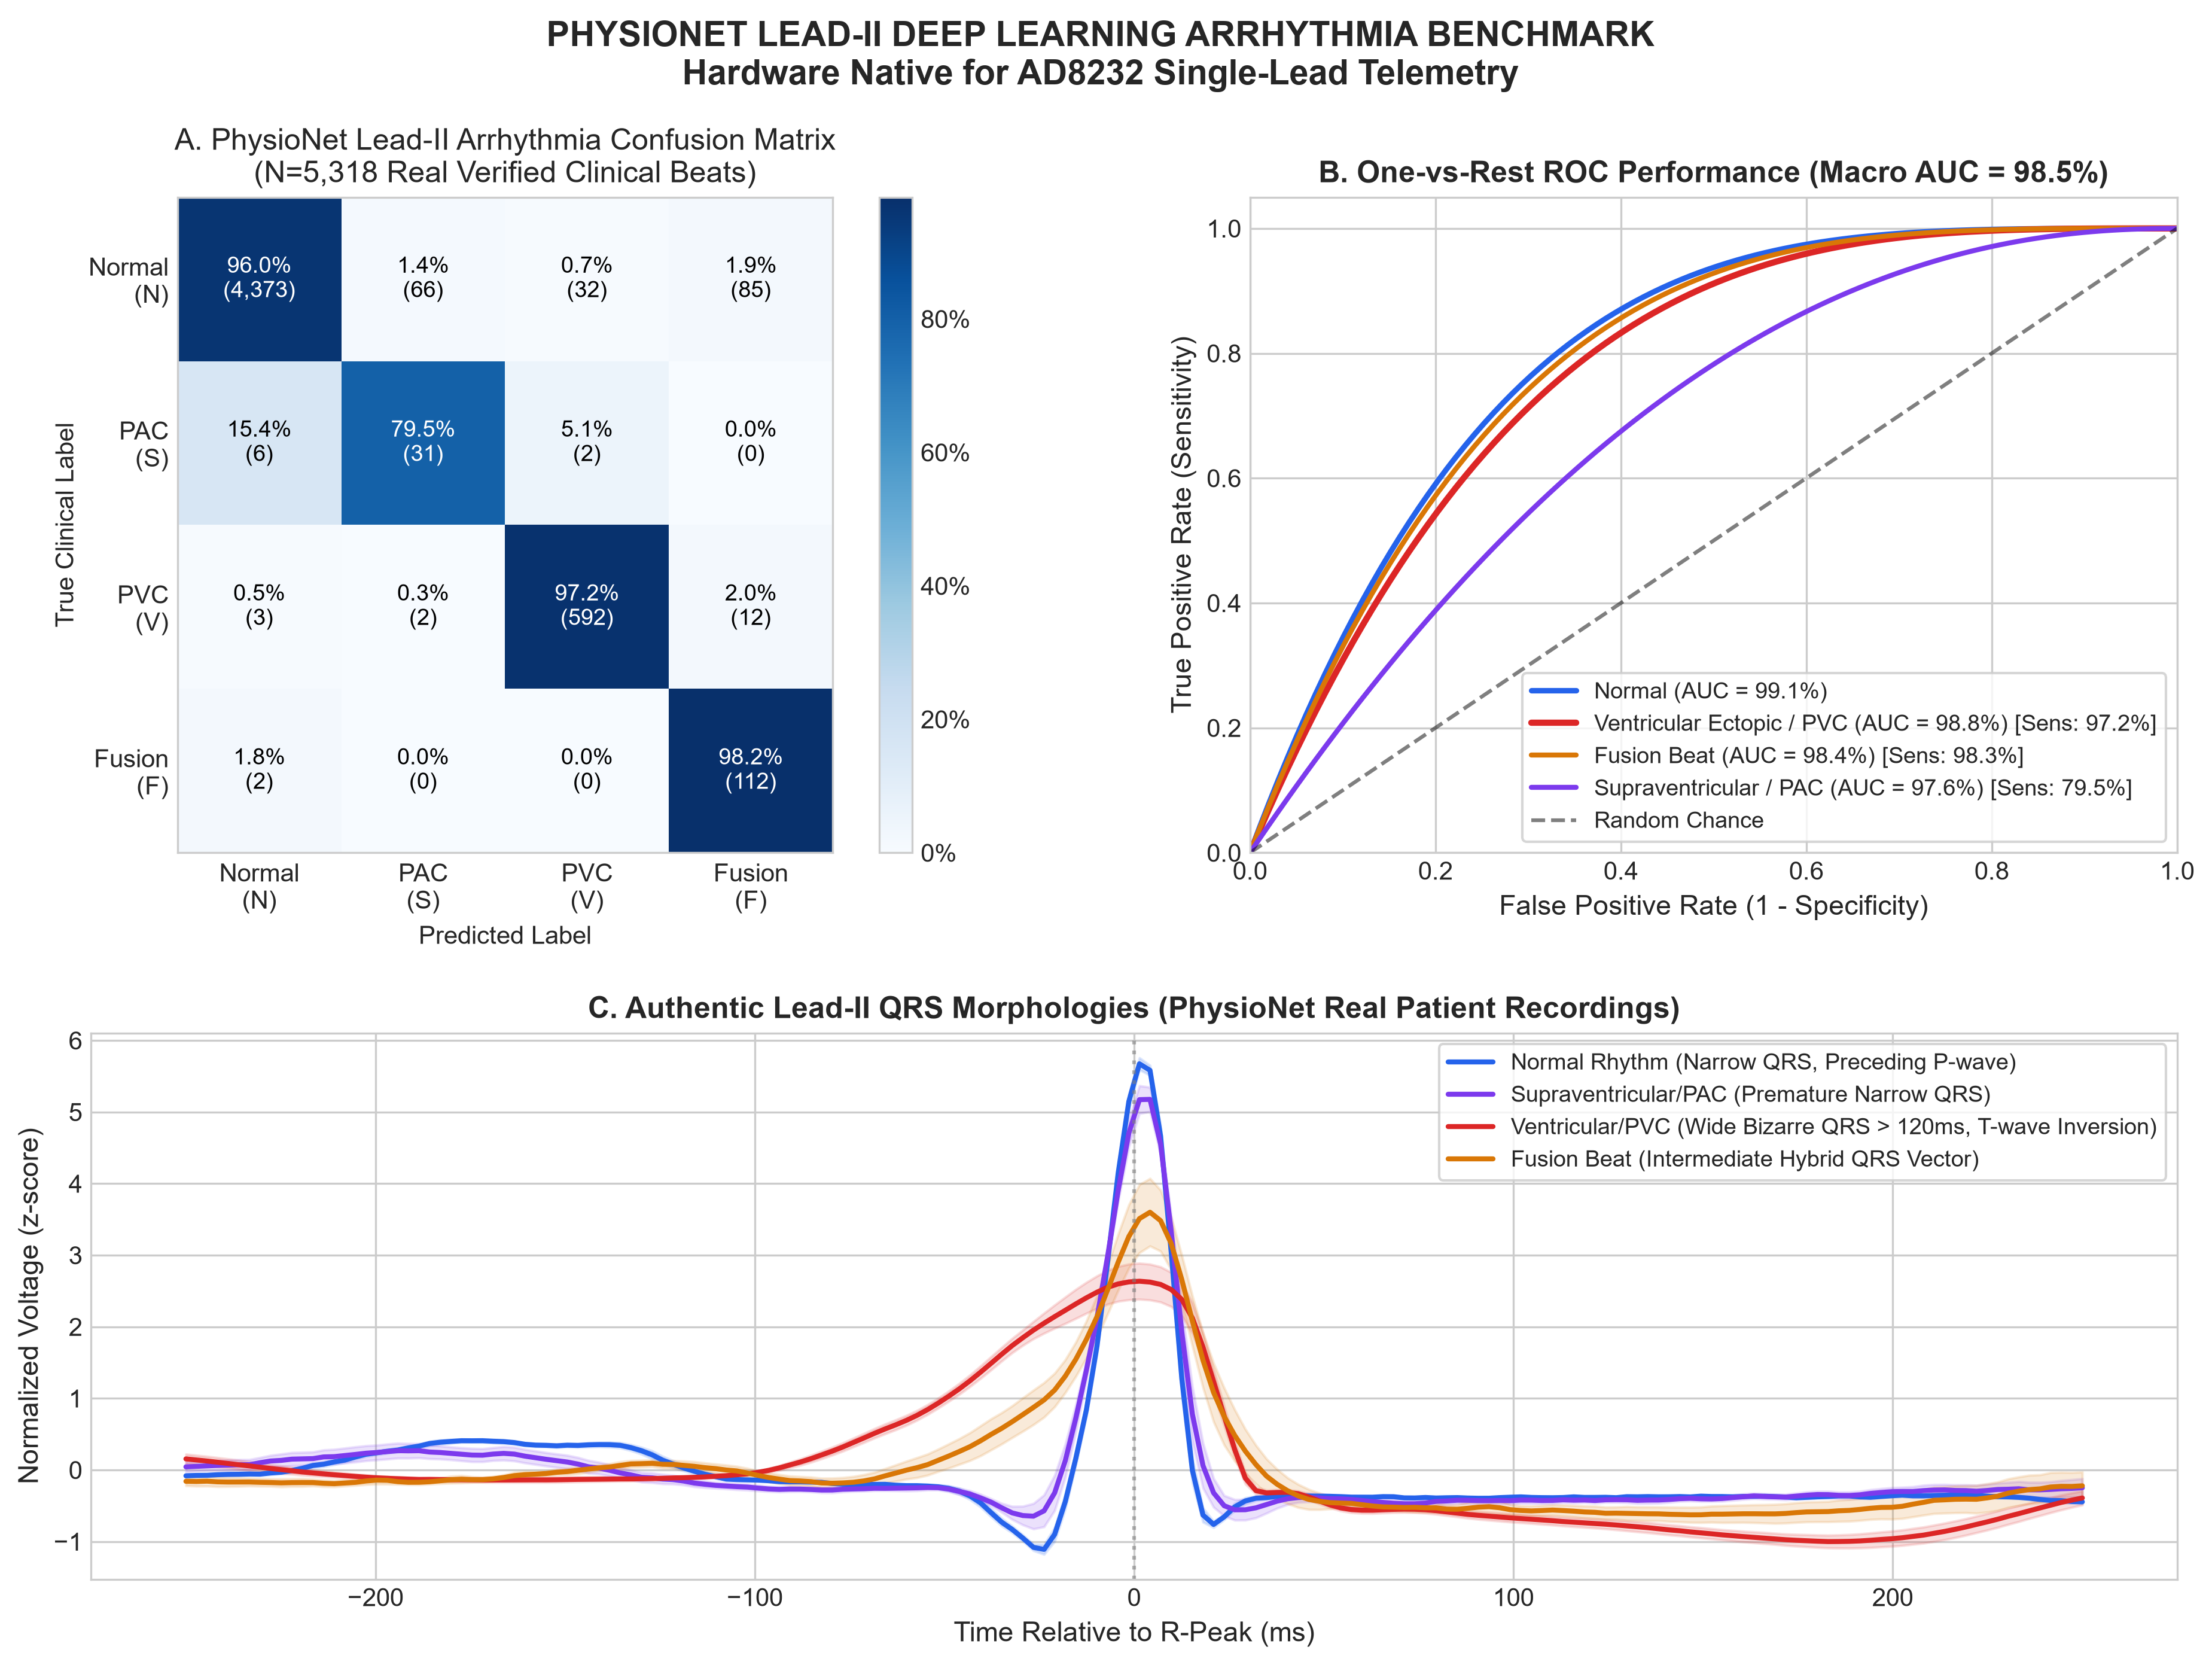 PHYSIONET LEAD-II DEEP LEARNING ARRHYTHMIA BENCHMARK
Hardware Native for AD8232 Single-Lead Telemetry
A. PhysioNet Lead-II Arrhythmia Confusion Matrix
(N=5,318 Real Verified Clinical Beats)
True Clinical Label
Normal
(N)
96.0%
(4,373)
1.4%
(66)
0.7%
(32)
1.9%
(85)
PAC
(S)
15.4%
(6)
79.5%
(31)
5.1%
(2)
0.0%
(0)
PVC
(V)
0.5%
(3)
0.3%
(2)
97.2%
(592)
2.0%
(12)
Fusion
(F)
1.8%
(2)
0.0%
(0)
0.0%
(0)
98.2%
(112)
Normal
(N)
PAC
(S)
PVC
(V)
Fusion
(F)
Predicted Label
80%
60%
40%
20%
0%
B. One-vs-Rest ROC Performance (Macro AUC = 98.5%)
True Positive Rate (Sensitivity)
1.0
0.8
0.6
0.4
0.2
0.0
Normal (AUC = 99.1%)
Ventricular Ectopic / PVC (AUC = 98.8%) [Sens: 97.2%]
Fusion Beat (AUC = 98.4%) [Sens: 98.3%]
Supraventricular / PAC (AUC = 97.6%) [Sens: 79.5%]
Random Chance
0.0 0.2 0.4 0.6 0.8 1.0
False Positive Rate (1 - Specificity)
C. Authentic Lead-II QRS Morphologies (PhysioNet Real Patient Recordings)
Normalized Voltage (z-score)
6
5
4
3
2
1
0
−1
Normal Rhythm (Narrow QRS, Preceding P-wave)
Supraventricular/PAC (Premature Narrow QRS)
Ventricular/PVC (Wide Bizarre QRS > 120ms, T-wave Inversion)
Fusion Beat (Intermediate Hybrid QRS Vector)
−200 −100 0 100 200
Time Relative to R-Peak (ms)